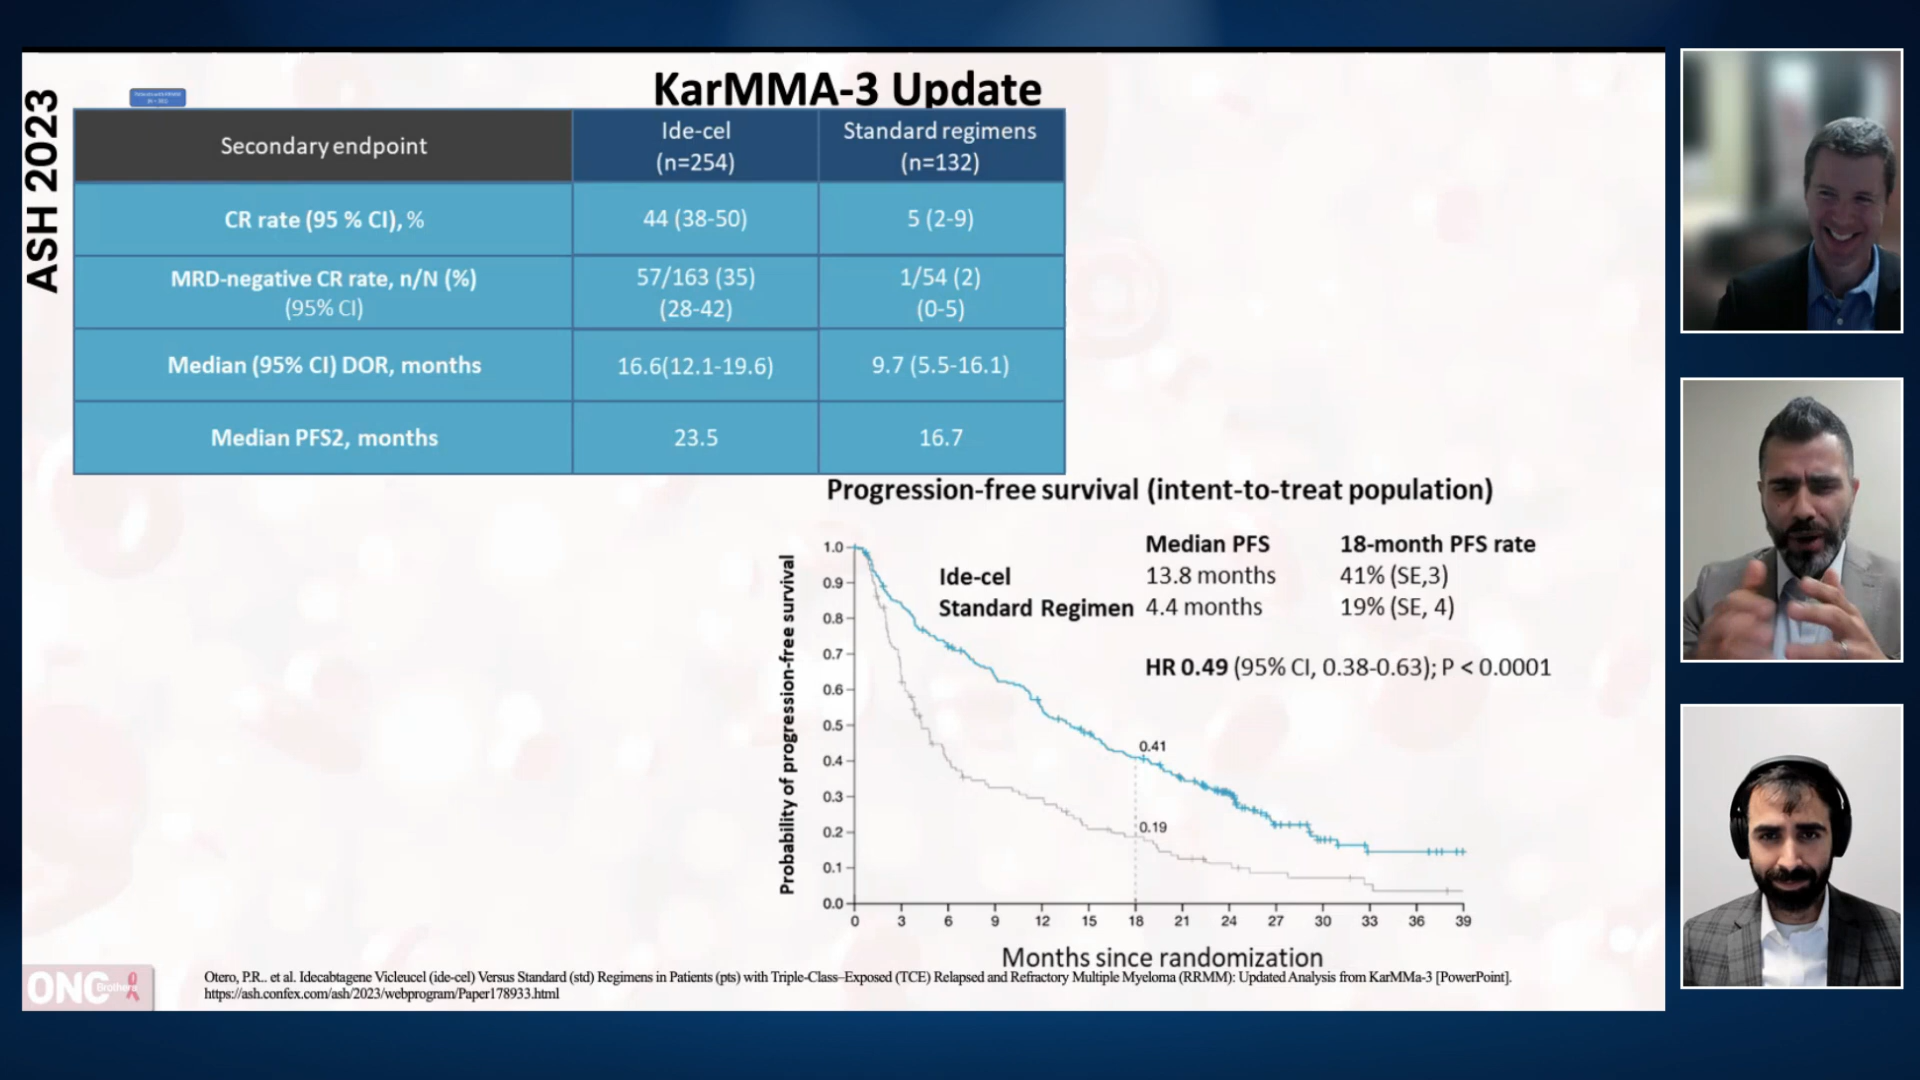 ASH 2023
KarMMA-3 Update
Secondary endpoint
Ide-cel
(n=254)
Standard regimens
(n=132)
CR rate (95 % CI), %
44 (38-50)
5 (2-9)
MRD-negative CR rate, n/N (%)
(95% CI)
57/163 (35)
(28-42)
1/54 (2)
(0-5)
Median (95% CI) DOR, months
16.6(12.1-19.6)
9.7 (5.5-16.1)
Median PFS2, months
23.5
16.7
Progression-free survival (intent-to-treat population)
Median PFS
18-month PFS rate
Ide-cel
13.8 months
41% (SE,3)
Standard Regimen
4.4 months
19% (SE, 4)
HR 0.49 (95% CI, 0.38-0.63); P < 0.0001
Probability of progression-free survival
1.0
0.9
0.8
0.7
0.6
0.5
0.4
0.3
0.2
0.1
0.0
0.41
0.19
0 3 6 9 12 15 18 21 24 27 30 33 36 39
Months since randomization
ONC Brothers
Otero, P.R.. et al. Idecabtagene Vicleucel (ide-cel) Versus Standard (std) Regimens in Patients (pts) with Triple-Class–Exposed (TCE) Relapsed and Refractory Multiple Myeloma (RRMM): Updated Analysis from KarMMa-3 [PowerPoint].
https://ash.confex.com/ash/2023/webprogram/Paper178933.html